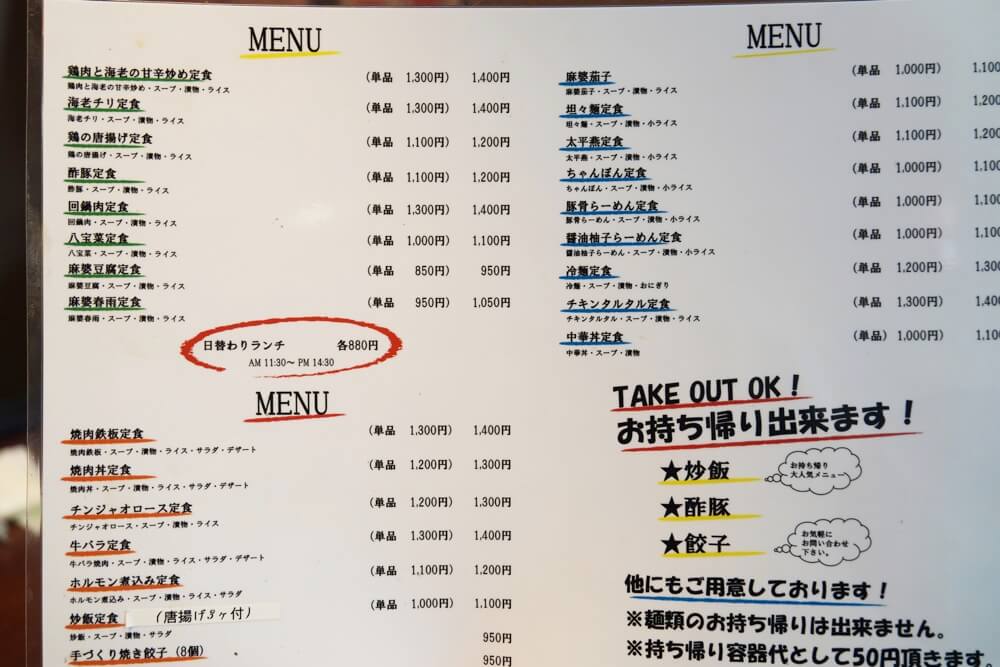 MENU
鶏肉と海老の甘辛炒め定食 (単品 1,300円) 1,400円
鶏肉と海老の甘辛炒め・スープ・漬物・ライス
海老チリ定食 (単品 1,300円) 1,400円
海老チリ・スープ・漬物・ライス
鶏の唐揚げ定食 (単品 1,100円) 1,200円
鶏の唐揚げ・スープ・漬物・ライス
酢豚定食 (単品 1,100円) 1,200円
酢豚・スープ・漬物・ライス
回鍋肉定食 (単品 1,300円) 1,400円
回鍋肉・スープ・漬物・ライス
八宝菜定食 (単品 1,000円) 1,100円
八宝菜・スープ・漬物・ライス
麻婆豆腐定食 (単品 850円) 950円
麻婆豆腐・スープ・漬物・ライス
麻婆春雨定食 (単品 950円) 1,050円
麻婆春雨・スープ・漬物・ライス
日替わりランチ 各880円
AM 11:30～ PM 14:30
MENU
焼肉鉄板定食 (単品 1,300円) 1,400円
焼肉鉄板・スープ・漬物・ライス・サラダ・デザート
焼肉丼定食 (単品 1,200円) 1,300円
焼肉丼・スープ・漬物・ライス・サラダ・デザート
チンジャオロース定食 (単品 1,200円) 1,300円
チンジャオロース・スープ・漬物・ライス
牛バラ定食 (単品 1,300円) 1,400円
牛バラ焼肉・スープ・漬物・ライス・サラダ・デザート
ホルモン煮込み定食 (単品 1,100円) 1,200円
ホルモン煮込み・スープ・漬物・ライス・サラダ
炒飯定食 (唐揚げ3ヶ付) (単品 1,000円) 1,100円
炒飯・スープ・漬物・サラダ
950円
手づくり焼き餃子 (8個)
950円
MENU
麻婆茄子 (単品 1,000円) 1,100
麻婆茄子・スープ・漬物・ライス
坦々麺定食 (単品 1,100円) 1,200
坦々麺・スープ・漬物・小ライス
太平燕定食 (単品 1,100円) 1,200
太平燕・スープ・漬物・小ライス
ちゃんぽん定食 (単品 1,000円) 1,100
ちゃんぽん・スープ・漬物・小ライス
豚骨らーめん定食 (単品 1,000円) 1,10
豚骨らーめん・スープ・漬物・小ライス
醤油柚子らーめん定食 (単品 1,000円) 1,10
醤油柚子らーめん・スープ・漬物・小ライス
冷麺定食 (単品 1,200円) 1,300
冷麺・スープ・漬物・おにぎり
チキンタルタル定食 (単品 1,300円) 1,400
チキンタルタル・スープ・漬物・ライス
中華丼定食 (単品) 1,000円) 1,10
中華丼・スープ・漬物
TAKE OUT OK！
お持ち帰り出来ます！
★炒飯
お持ち帰り
大人気メニュー
★酢豚
★餃子
お気軽に
お問い合わせ
下さい。
他にもご用意しております！
※麺類のお持ち帰りは出来ません。
※持ち帰り容器代として50円頂きます。